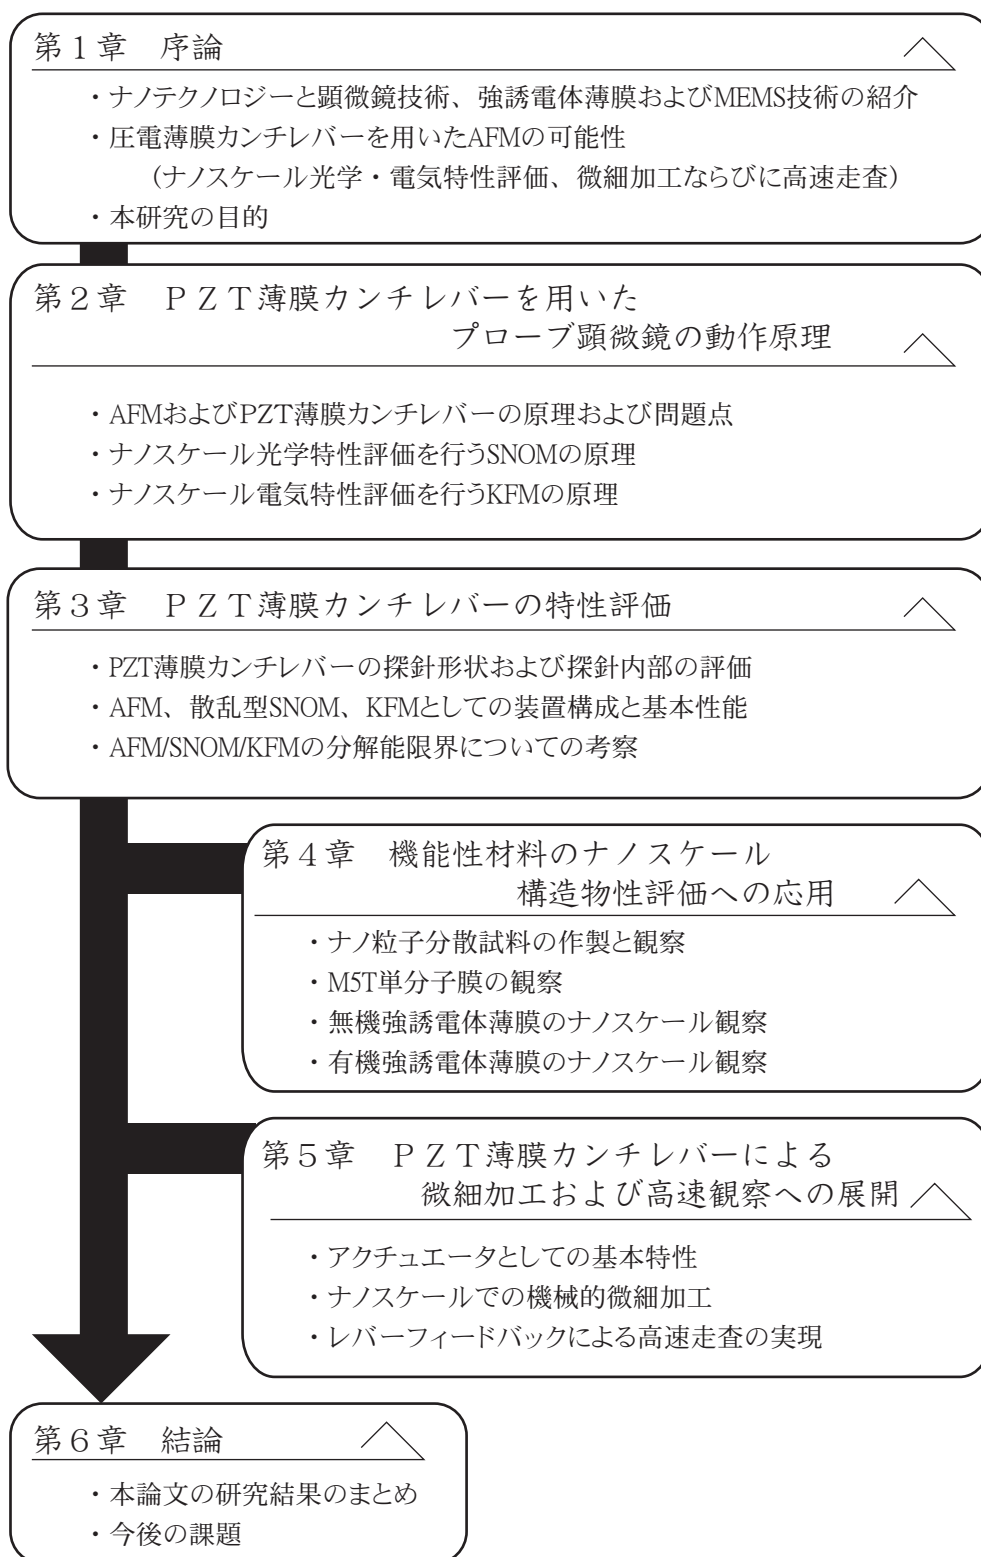 第１章　序論
・ナノテクノロジーと顕微鏡技術、強誘電体薄膜およびMEMS技術の紹介
・圧電薄膜カンチレバーを用いたAFMの可能性
（ナノスケール光学・電気特性評価、微細加工ならびに高速走査）
・本研究の目的
第２章　ＰＺＴ薄膜カンチレバーを用いた
プローブ顕微鏡の動作原理
・AFMおよびPZT薄膜カンチレバーの原理および問題点
・ナノスケール光学特性評価を行うSNOMの原理
・ナノスケール電気特性評価を行うKFMの原理
第３章　ＰＺＴ薄膜カンチレバーの特性評価
・PZT薄膜カンチレバーの探針形状および探針内部の評価
・AFM、散乱型SNOM、KFMとしての装置構成と基本性能
・AFM/SNOM/KFMの分解能限界についての考察
第４章　機能性材料のナノスケール
構造物性評価への応用
・ナノ粒子分散試料の作製と観察
・M5T単分子膜の観察
・無機強誘電体薄膜のナノスケール観察
・有機強誘電体薄膜のナノスケール観察
第５章　ＰＺＴ薄膜カンチレバーによる
微細加工および高速観察への展開
・アクチュエータとしての基本特性
・ナノスケールでの機械的微細加工
・レバーフィードバックによる高速走査の実現
第６章　結論
・本論文の研究結果のまとめ
・今後の課題